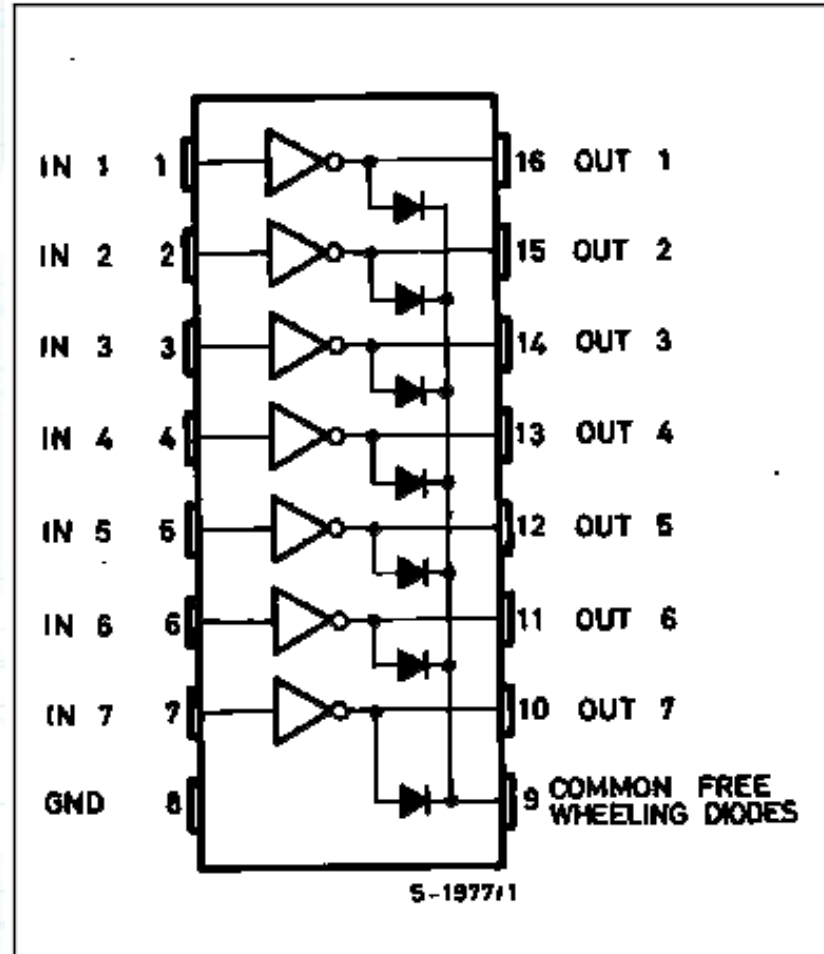 IN 1 1 16 OUT 1
IN 2 2 15 OUT 2
IN 3 3 14 OUT 3
IN 4 4 13 OUT 4
IN 5 5 12 OUT 5
IN 6 6 11 OUT 6
IN 7 7 10 OUT 7
GND 8 9 COMMON FREE
WHEELING DIODES
S-1977/1